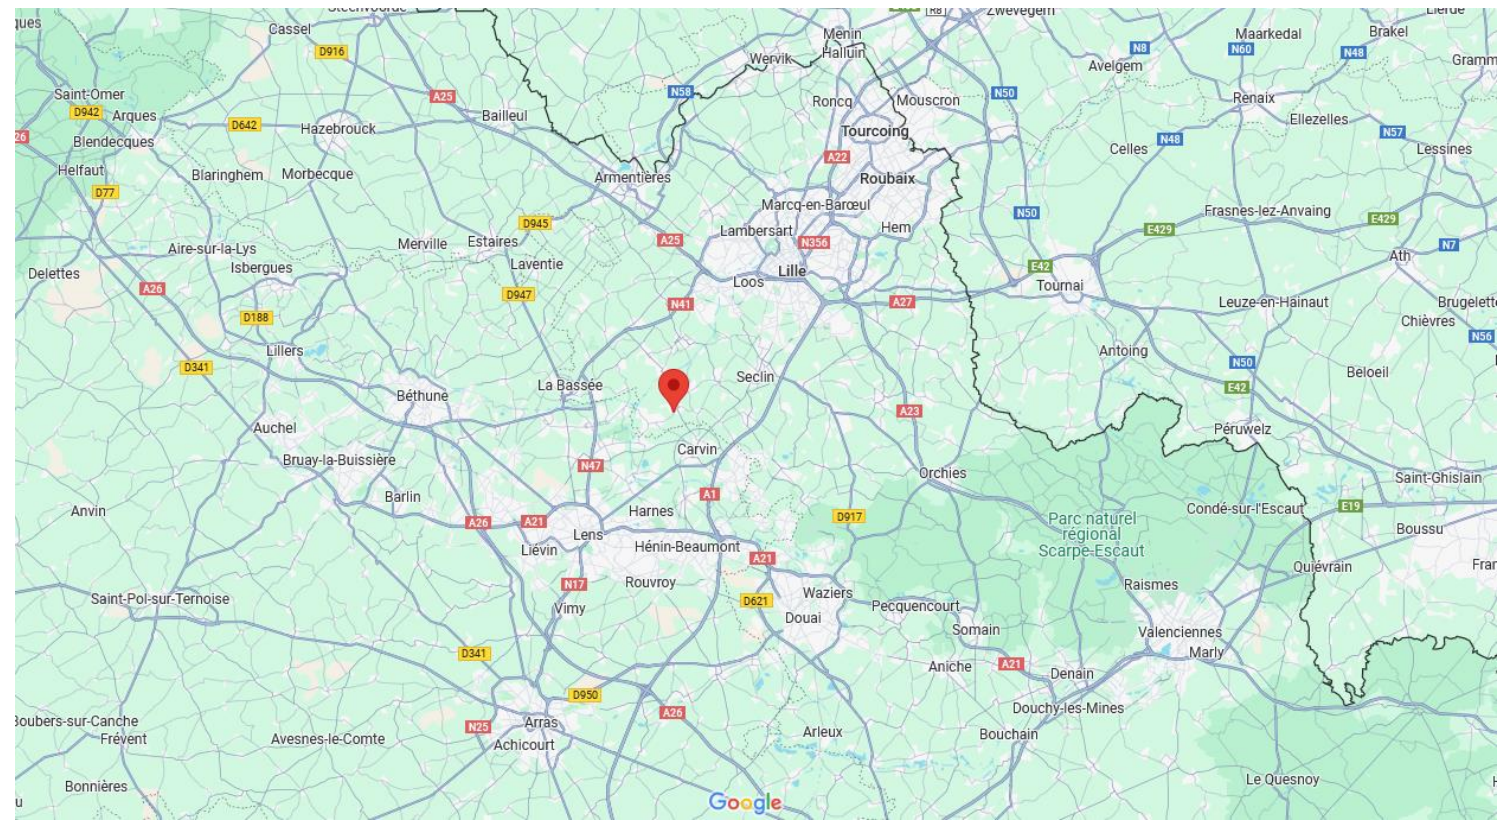 ques
Steenvoorde
Lierde
Cassel
R8
Zwevegem
Menin
Halluin
Maarkedal
Brakel
D916
Wervik
N8
N60
N48
Gramm
Avelgem
Saint-Omer
A25
N58
Roncq
Mouscron
N50
Renaix
D942
Arques
Bailleul
Ellezelles
D642
Hazebrouck
Tourcoing
N57
26
Blendecques
N48
Celles
Lessines
A22
Helfaut
Blaringhem
Morbecque
Armentières
Roubaix
D77
Marcq-en-Barœul
Frasnes-lez-Anvaing
N50
E429
D945
Lambersart
Hem
E429
A25
N356
Merville
Estaires
N7
Aire-sur-la-Lys
Ath
Isbergues
Laventie
E42
Delettes
Lille
Loos
Tournai
A26
D947
N41
A27
Leuze-en-Hainaut
Brugelett
D188
Chièvres
N56
Lillers
Antoing
D341
N50
Beloeil
La Bassée
Seclin
E42
Béthune
A23
Auchel
Péruwelz
Carvin
Bruay-la-Buissière
N47
Orchies
Saint-Ghislain
Barlin
A1
Anvin
Harnes
D917
Condé-sur-l'Escaut
E19
A26
A21
Parc naturel
régional
Scarpe-Escaut
Boussu
Lens
Liévin
Hénin-Beaumont
A21
Quiévrain
Frar
Rouvroy
N17
Raismes
Saint-Pol-sur-Ternoise
D621
Waziers
Vimy
Pecquencourt
Douai
Somain
Valenciennes
D341
Marly
A21
Aniche
Denain
D950
Douchy-les-Mines
A26
Boubers-sur-Canche
N25
Arras
Arleux
Bouchain
Frévent
Avesnes-le-Comte
Achicourt
Le Quesnoy
Bonnières
Google